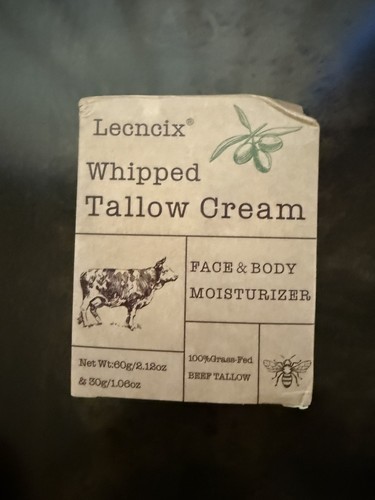 Lecncix®
Whipped
Tallow Cream
FACE & BODY
MOISTURIZER
Net Wt:60g/2.12oz
& 30g/1.06oz
100%Grass-Fed
BEEF TALLOW